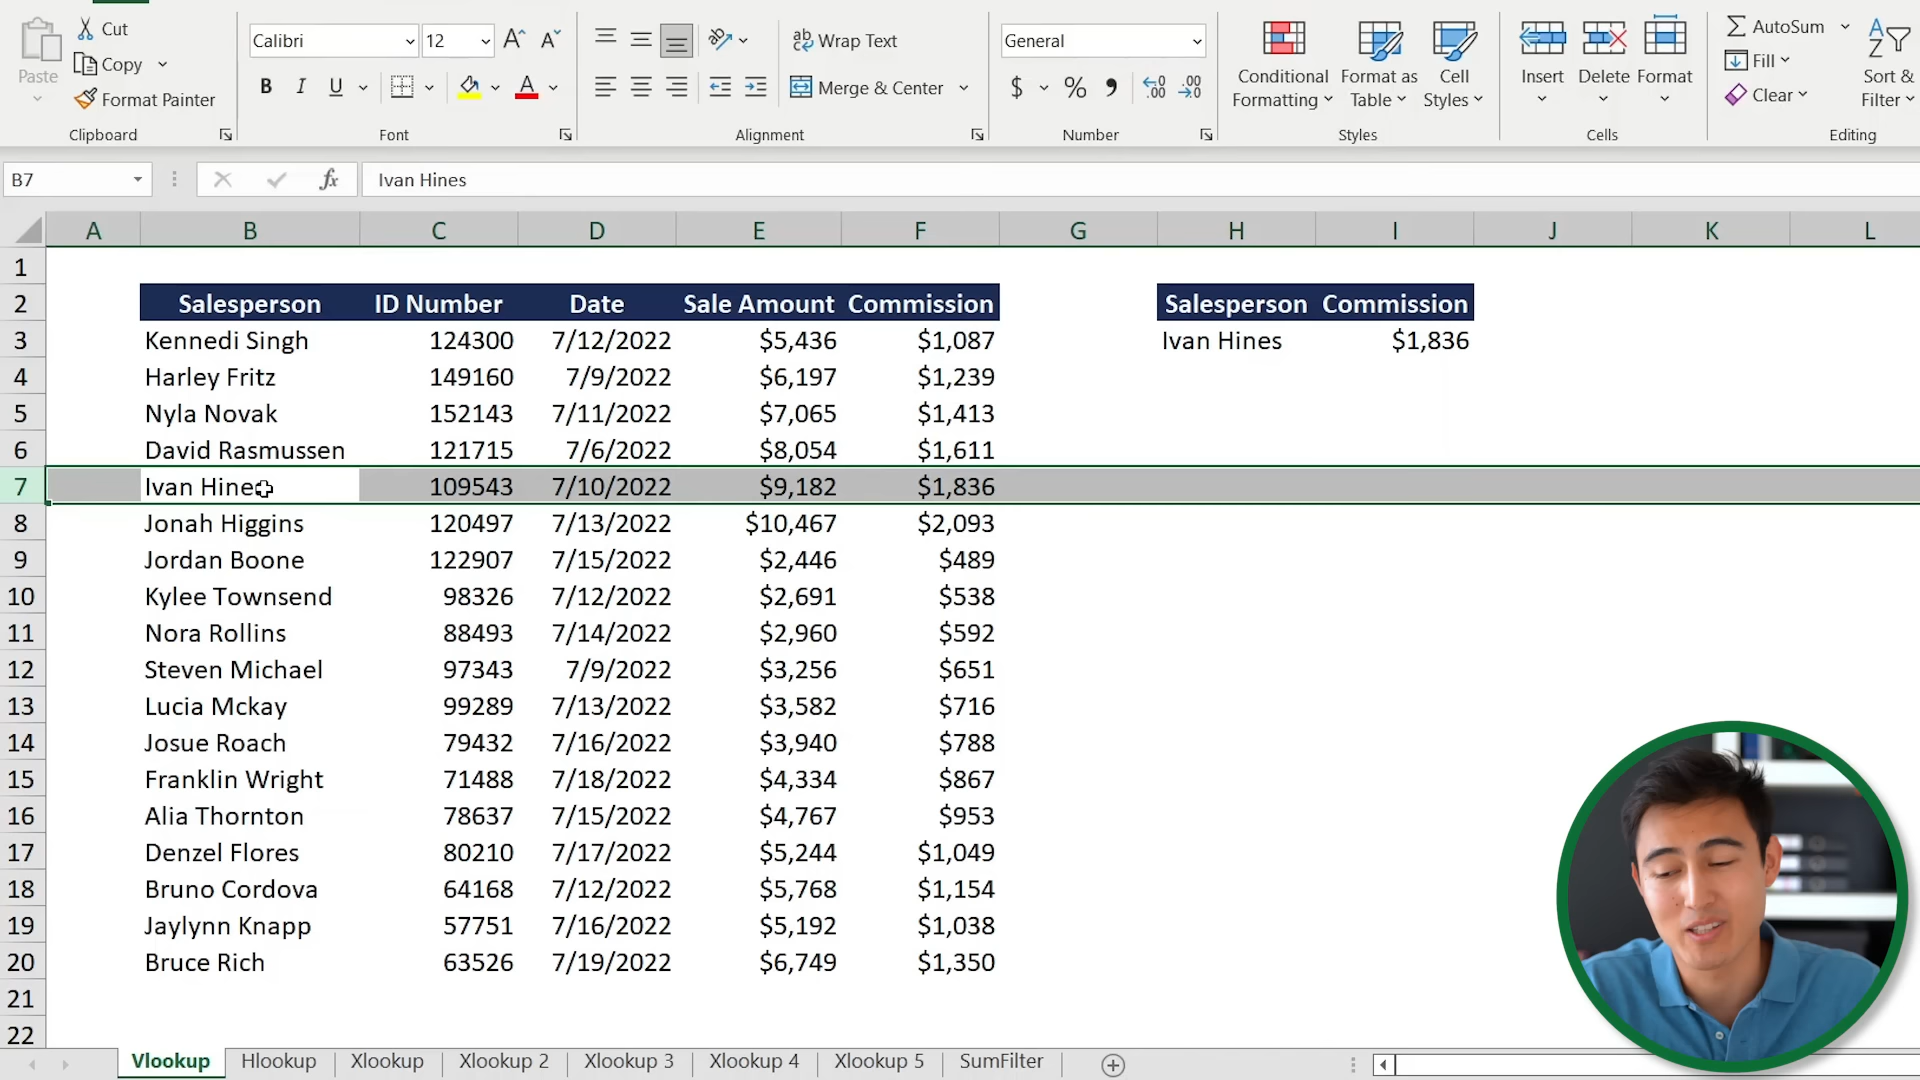 Cut
Copy
Paste
Format Painter
Clipboard
Calibri
12
B I U
A
Font
Wrap Text
Merge & Center
Alignment
General
$ % 9
Number
Conditional Formatting
Format as Table
Cell Styles
Styles
Insert
Delete
Format
Cells
AutoSum
Fill
Clear
Sort & Filter
Editing
B7
fx
Ivan Hines
A B C D E F G H I J K L
1
2 Salesperson ID Number Date Sale Amount Commission Salesperson Commission
3 Kennedi Singh 124300 7/12/2022 $5,436 $1,087 Ivan Hines $1,836
4 Harley Fritz 149160 7/9/2022 $6,197 $1,239
5 Nyla Novak 152143 7/11/2022 $7,065 $1,413
6 David Rasmussen 121715 7/6/2022 $8,054 $1,611
7 Ivan Hines 109543 7/10/2022 $9,182 $1,836
8 Jonah Higgins 120497 7/13/2022 $10,467 $2,093
9 Jordan Boone 122907 7/15/2022 $2,446 $489
10 Kylee Townsend 98326 7/12/2022 $2,691 $538
11 Nora Rollins 88493 7/14/2022 $2,960 $592
12 Steven Michael 97343 7/9/2022 $3,256 $651
13 Lucia Mckay 99289 7/13/2022 $3,582 $716
14 Josue Roach 79432 7/16/2022 $3,940 $788
15 Franklin Wright 71488 7/18/2022 $4,334 $867
16 Alia Thornton 78637 7/15/2022 $4,767 $953
17 Denzel Flores 80210 7/17/2022 $5,244 $1,049
18 Bruno Cordova 64168 7/12/2022 $5,768 $1,154
19 Jaylynn Knapp 57751 7/16/2022 $5,192 $1,038
20 Bruce Rich 63526 7/19/2022 $6,749 $1,350
21
22
Vlookup Hlookup Xlookup Xlookup 2 Xlookup 3 Xlookup 4 Xlookup 5 SumFilter